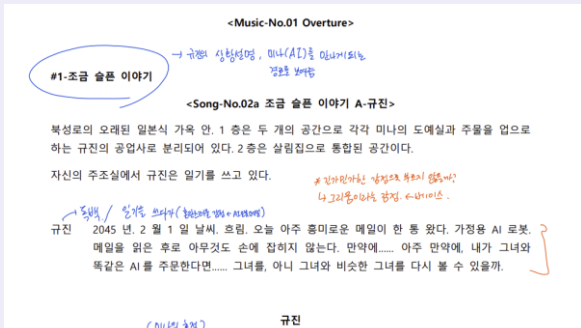 <Music-No.01 Overture>
→ 규진의 상황설명, 미나(AI)를 만나게되는
경로를 보여줌
#1-조금 슬픈 이야기
<Song-No.02a 조금 슬픈 이야기 A-규진>
북성로의 오래된 일본식 가옥 안. 1 층은 두 개의 공간으로 각각 미나의 도예실과 주물을 업으로
하는 규진의 공업사로 분리되어 있다. 2 층은 살림집으로 통합된 공간이다.
자신의 주조실에서 규진은 일기를 쓰고 있다.
* 긴가민가한 감정으로 부르지 않을까?
↳ 그리움이라는 감정. ← 베이스.
→ 독백 / 일기를 쓰다가
규진 2045 년. 2 월 1 일 날씨. 흐림. 오늘 아주 흥미로운 메일이 한 통 왔다. 가정용 AI 로봇.
메일을 읽은 후로 아무것도 손에 잡히지 않는다. 만약에...... 아주 만약에, 내가 그녀와
똑같은 AI 를 주문한다면...... 그녀를, 아니 그녀와 비슷한 그녀를 다시 볼 수 있을까.
규진